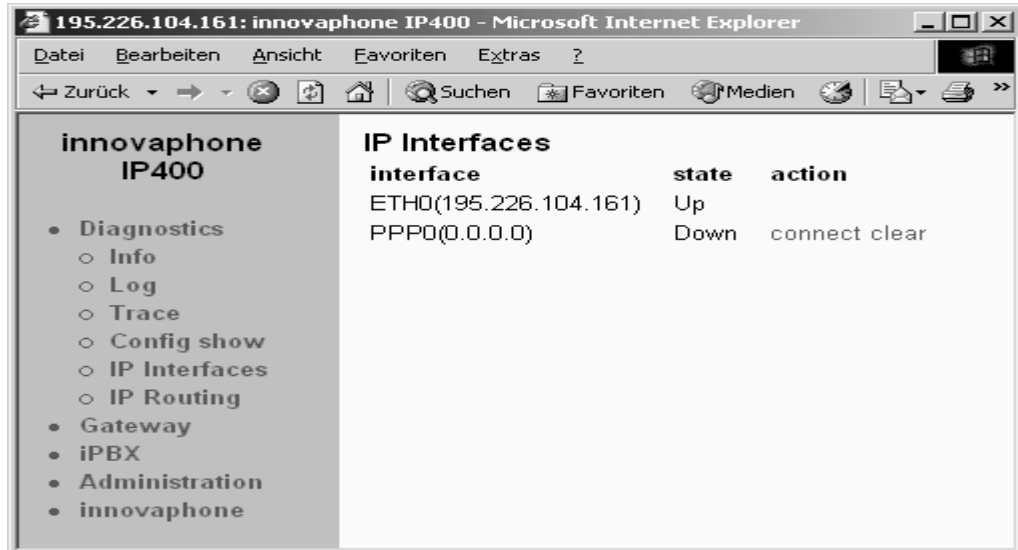 195.226.104.161: innovaphone IP400 - Microsoft Internet Explorer
Datei Bearbeiten Ansicht Favoriten Extras ?
Zurück Suchen Favoriten Medien »
innovaphone
IP400
Diagnostics
Info
Log
Trace
Config show
IP Interfaces
IP Routing
Gateway
iPBX
Administration
innovaphone
IP Interfaces
interface state action
ETH0(195.226.104.161) Up
PPP0(0.0.0.0) Down connect clear